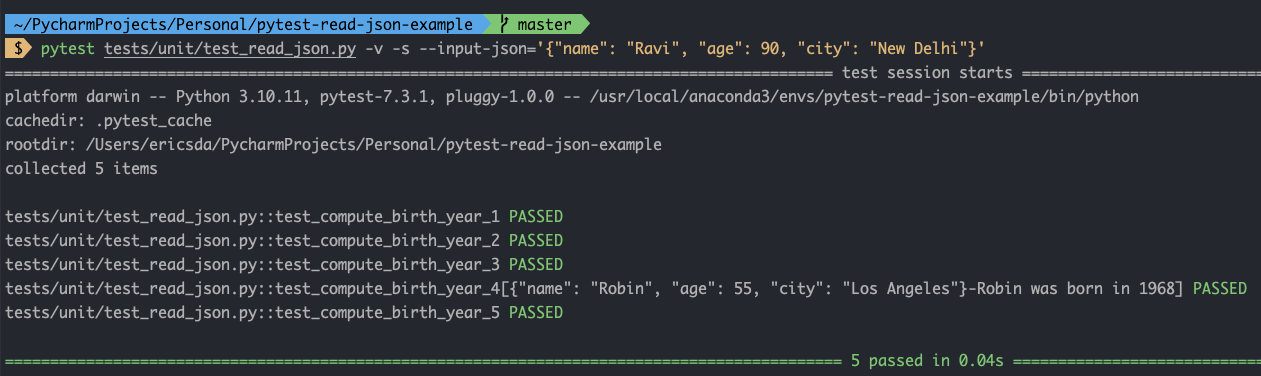 ~/PycharmProjects/Personal/pytest-read-json-example master
$ pytest tests/unit/test_read_json.py -v -s --input-json='{"name": "Ravi", "age": 90, "city": "New Delhi"}'
============================================================================================ test session starts ===========================
platform darwin -- Python 3.10.11, pytest-7.3.1, pluggy-1.0.0 -- /usr/local/anaconda3/envs/pytest-read-json-example/bin/python
cachedir: .pytest_cache
rootdir: /Users/ericsda/PycharmProjects/Personal/pytest-read-json-example
collected 5 items
tests/unit/test_read_json.py::test_compute_birth_year_1 PASSED
tests/unit/test_read_json.py::test_compute_birth_year_2 PASSED
tests/unit/test_read_json.py::test_compute_birth_year_3 PASSED
tests/unit/test_read_json.py::test_compute_birth_year_4[{"name": "Robin", "age": 55, "city": "Los Angeles"}-Robin was born in 1968] PASSED
tests/unit/test_read_json.py::test_compute_birth_year_5 PASSED
============================================================================================= 5 passed in 0.04s ============================